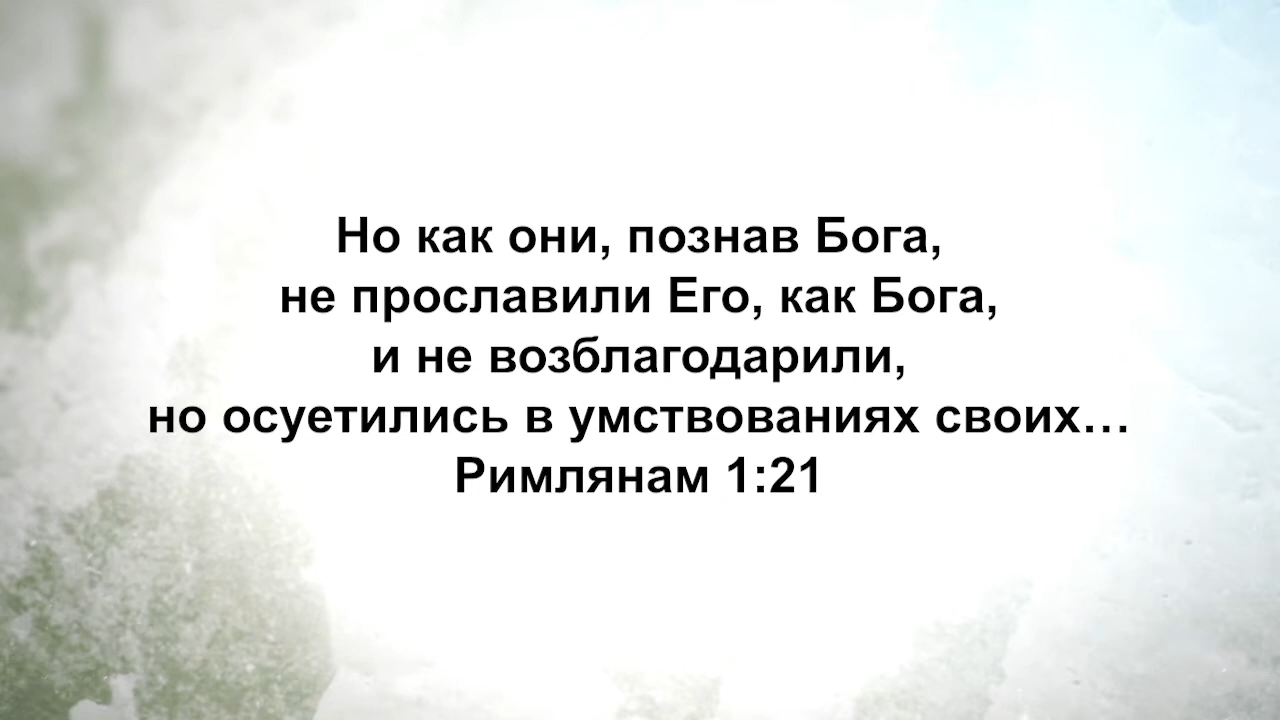 Но как они, познав Бога,
не прославили Его, как Бога,
и не возблагодарили,
но осуетились в умствованиях своих…
Римлянам 1:21